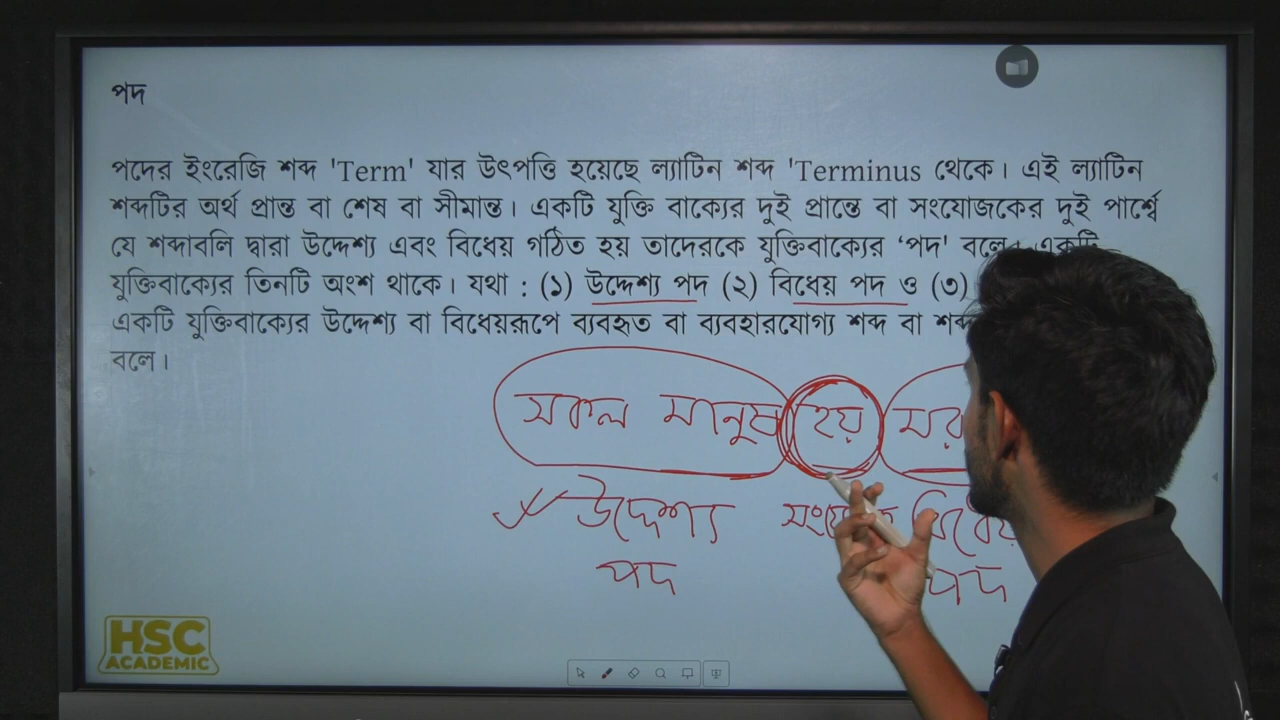 পদ
পদের ইংরেজি শব্দ 'Term' যার উৎপত্তি হয়েছে ল্যাটিন শব্দ 'Terminus থেকে। এই ল্যাটিন
শব্দটির অর্থ প্রান্ত বা শেষ বা সীমান্ত। একটি যুক্তি বাক্যের দুই প্রান্তে বা সংযোজকের দুই পার্শ্বে
যে শব্দাবলি দ্বারা উদ্দেশ্য এবং বিধেয় গঠিত হয় তাদেরকে যুক্তিবাক্যের ‘পদ' বলে। একটি
যুক্তিবাক্যের তিনটি অংশ থাকে। যথা : (১) উদ্দেশ্য পদ (২) বিধেয় পদ ও (৩)
একটি যুক্তিবাক্যের উদ্দেশ্য বা বিধেয়রূপে ব্যবহৃত বা ব্যবহারযোগ্য শব্দ বা
বলে।
সকল মানুষ হয়
উদ্দেশ্য বিধেয়
পদ পদ
HSC
ACADEMIC